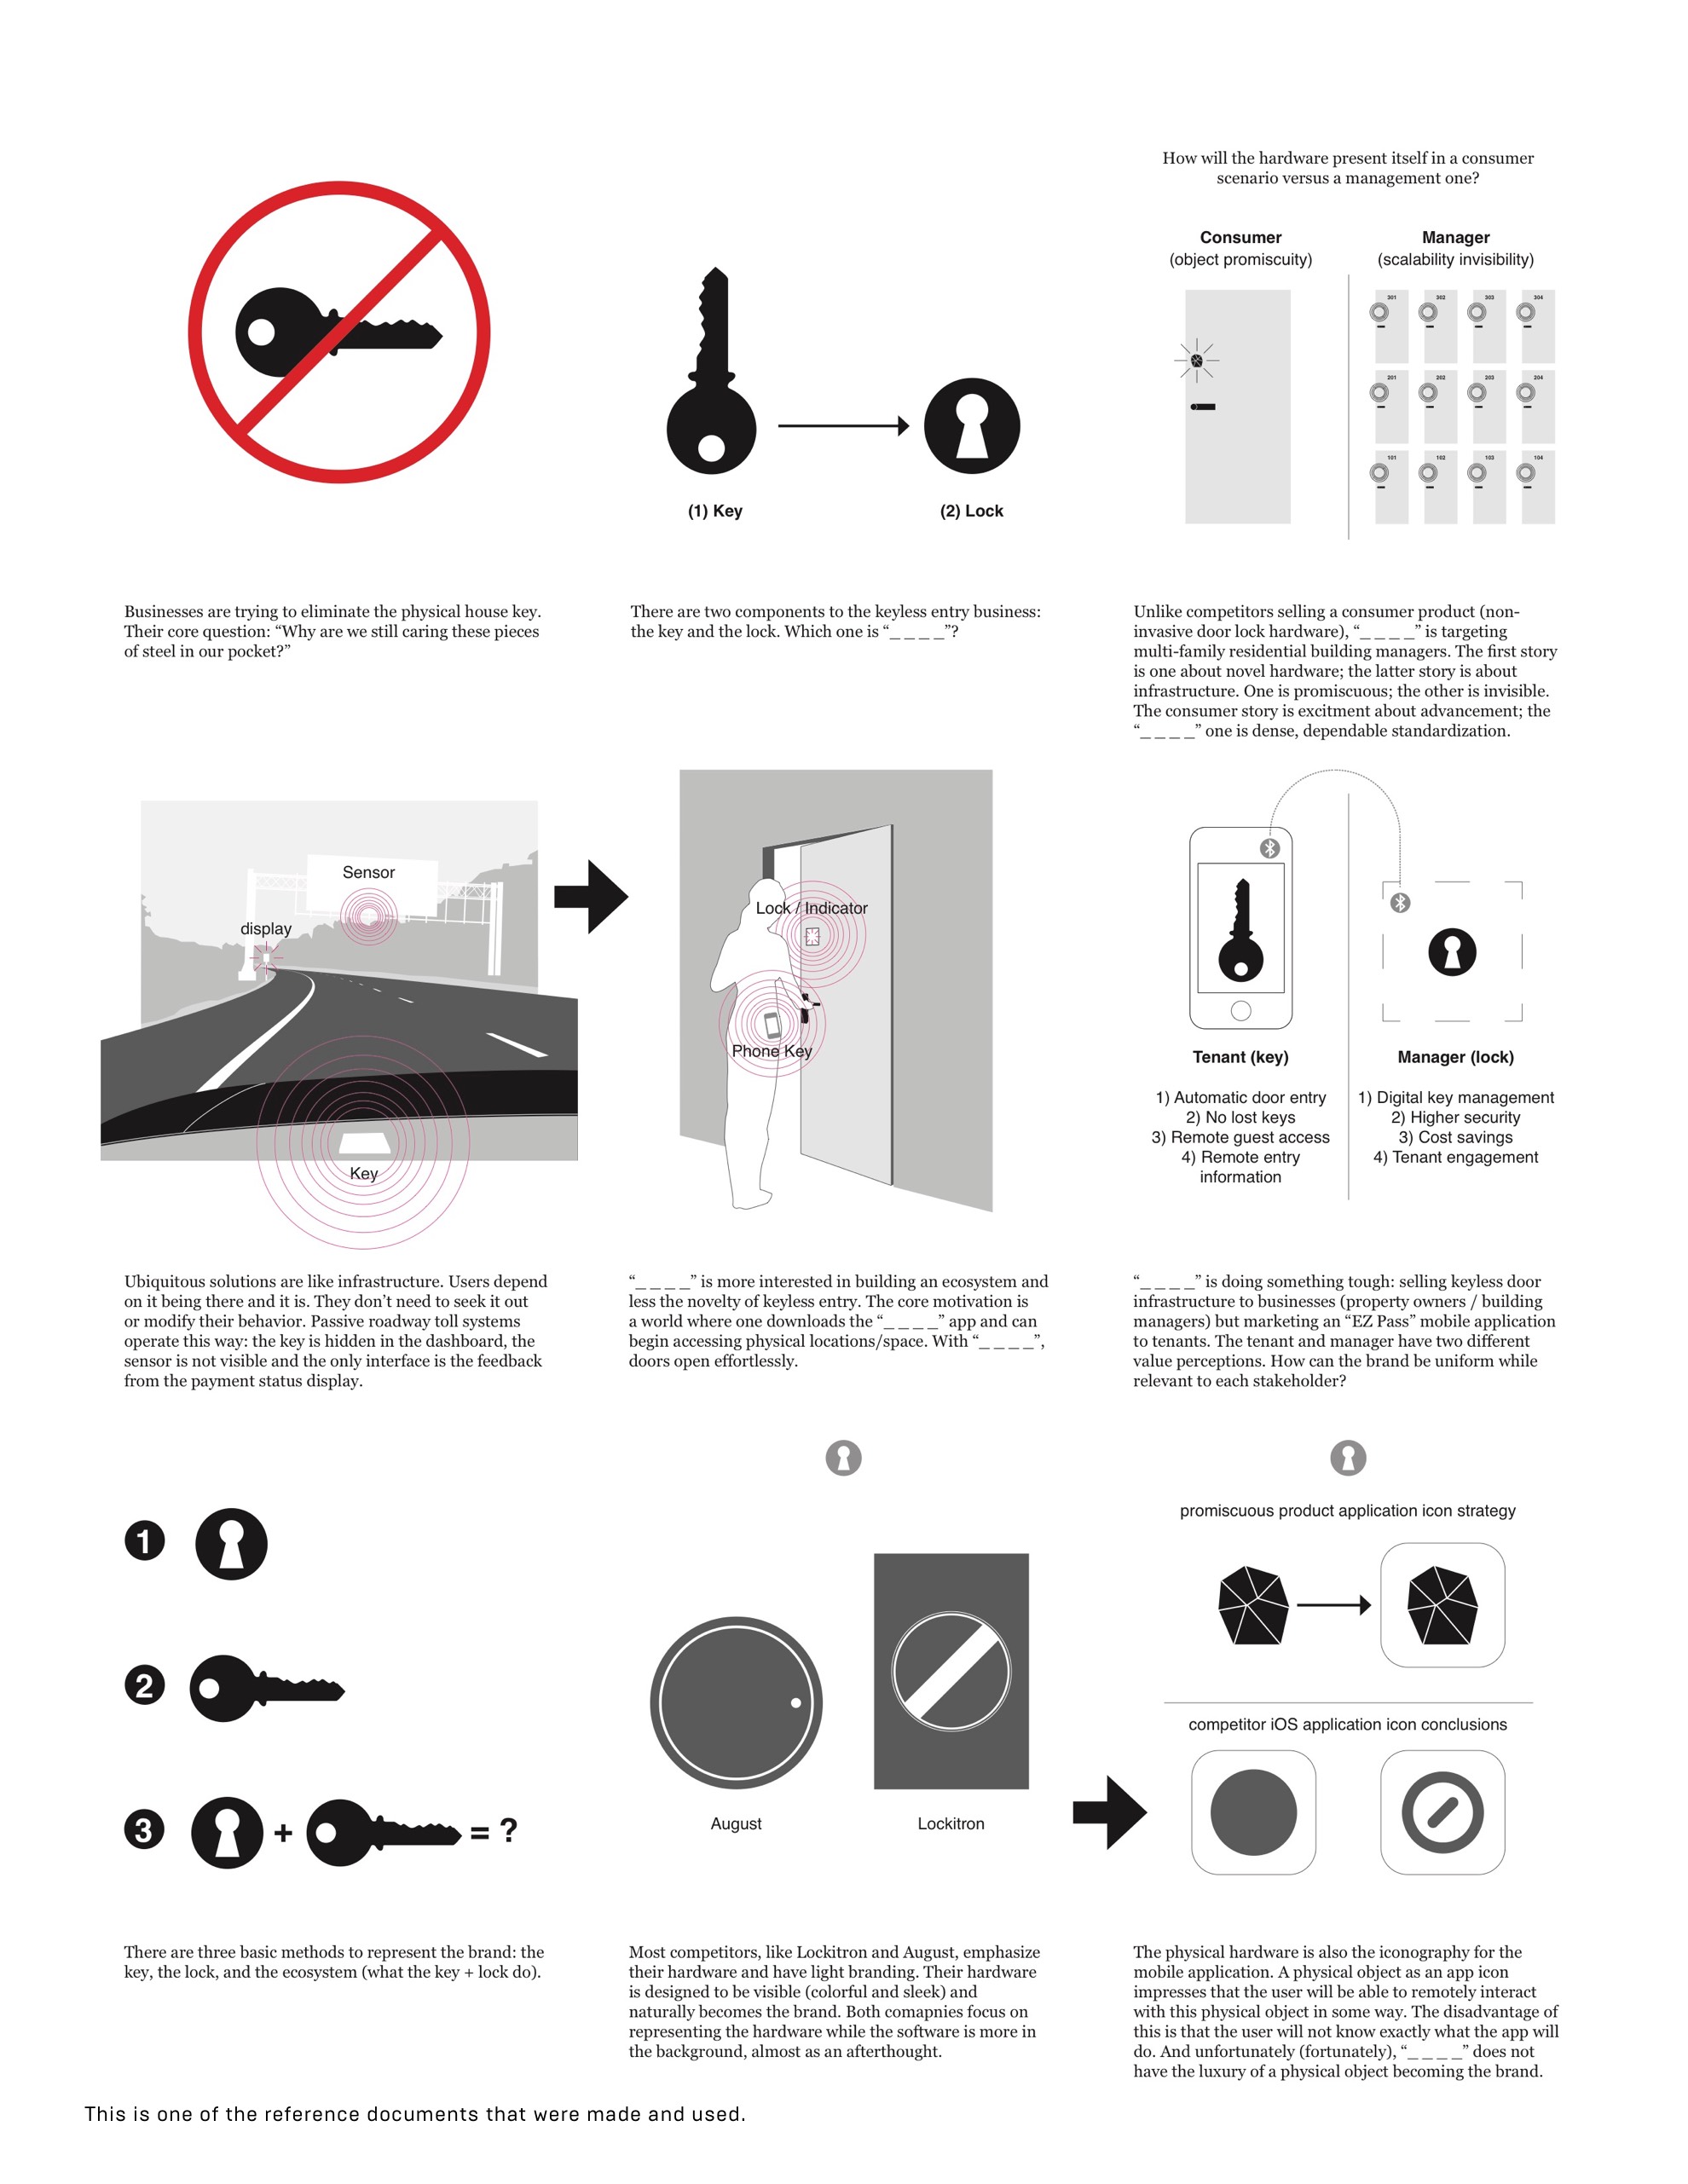 How will the hardware present itself in a consumer
scenario versus a management one?
Consumer
(object promiscuity)
Manager
(scalability invisibility)
301
302
303
304
201
202
203
204
101
102
103
104
(1) Key
(2) Lock
Businesses are trying to eliminate the physical house key.
Their core question: “Why are we still caring these pieces
of steel in our pocket?”
There are two components to the keyless entry business:
the key and the lock. Which one is “_ _ _ _”?
Unlike competitors selling a consumer product (non-
invasive door lock hardware), “_ _ _ _” is targeting
multi-family residential building managers. The first story
is one about novel hardware; the latter story is about
infrastructure. One is promiscuous; the other is invisible.
The consumer story is excitment about advancement; the
“_ _ _ _” one is dense, dependable standardization.
Sensor
display
Key
Lock / Indicator
Phone Key
Tenant (key)
1) Automatic door entry
2) No lost keys
3) Remote guest access
4) Remote entry
information
Manager (lock)
1) Digital key management
2) Higher security
3) Cost savings
4) Tenant engagement
Ubiquitous solutions are like infrastructure. Users depend
on it being there and it is. They don’t need to seek it out
or modify their behavior. Passive roadway toll systems
operate this way: the key is hidden in the dashboard, the
sensor is not visible and the only interface is the feedback
from the payment status display.
“_ _ _ _” is more interested in building an ecosystem and
less the novelty of keyless entry. The core motivation is
a world where one downloads the “_ _ _ _” app and can
begin accessing physical locations/space. With “_ _ _ _”,
doors open effortlessly.
“_ _ _ _” is doing something tough: selling keyless door
infrastructure to businesses (property owners / building
managers) but marketing an “EZ Pass” mobile application
to tenants. The tenant and manager have two different
value perceptions. How can the brand be uniform while
relevant to each stakeholder?
1
2
3
+
= ?
August
Lockitron
promiscuous product application icon strategy
competitor iOS application icon conclusions
There are three basic methods to represent the brand: the
key, the lock, and the ecosystem (what the key + lock do).
Most competitors, like Lockitron and August, emphasize
their hardware and have light branding. Their hardware
is designed to be visible (colorful and sleek) and
naturally becomes the brand. Both comapnies focus on
representing the hardware while the software is more in
the background, almost as an afterthought.
The physical hardware is also the iconography for the
mobile application. A physical object as an app icon
impresses that the user will be able to remotely interact
with this physical object in some way. The disadvantage of
this is that the user will not know exactly what the app will
do. And unfortunately (fortunately), “_ _ _ _” does not
have the luxury of a physical object becoming the brand.
This is one of the reference documents that were made and used.